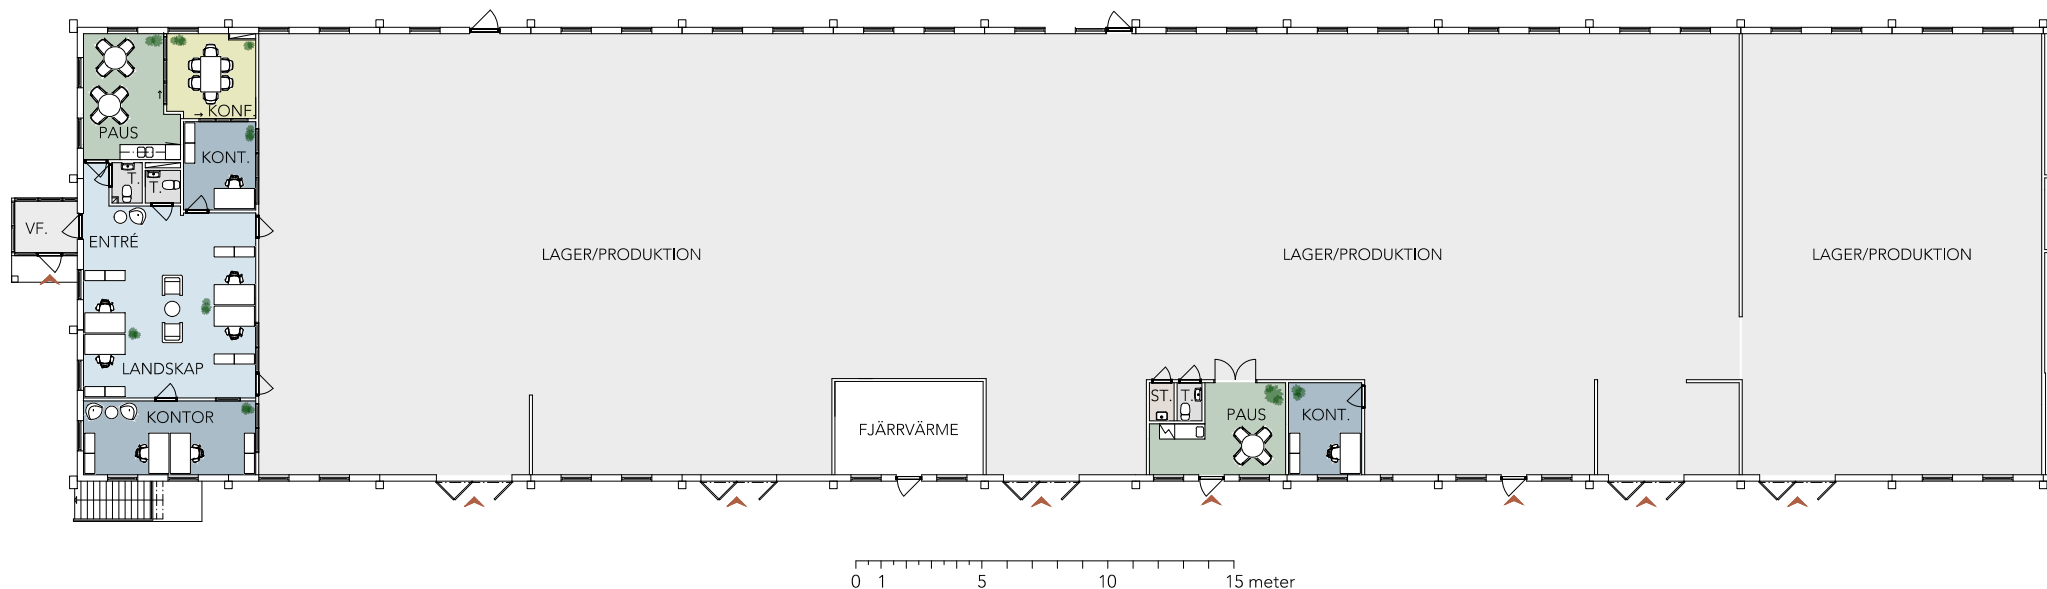 KONF.
PAUS
KONT.
T.
T.
VF.
ENTRÉ
LAGER/PRODUKTION
LAGER/PRODUKTION
LAGER/PRODUKTION
LANDSKAP
KONTOR
ST.
T.
PAUS
KONT.
FJÄRRVÄRME
0 1 5 10 15 meter